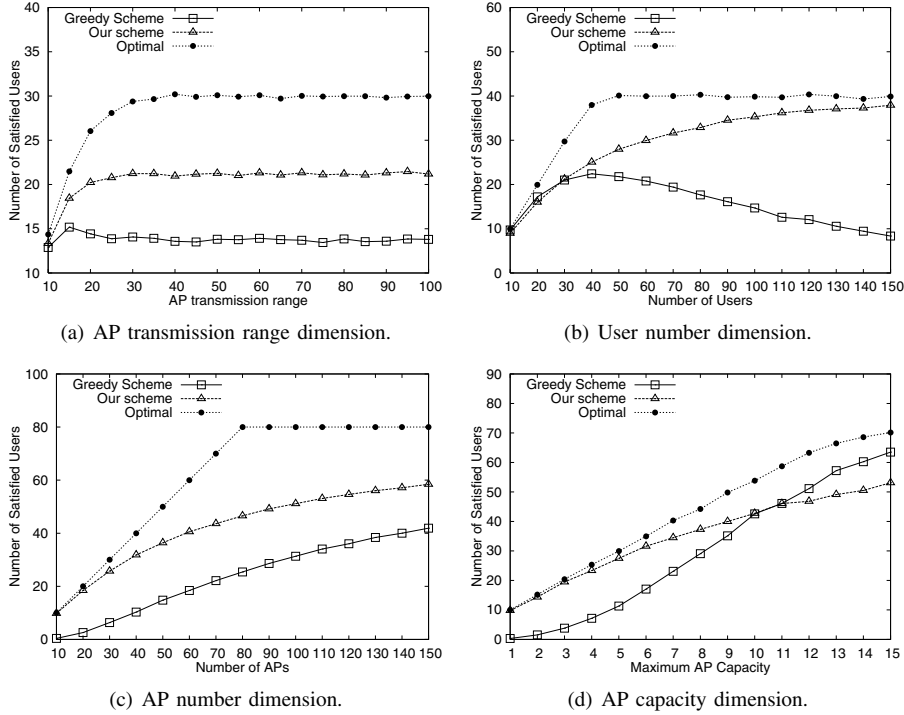 Greedy Scheme
Our scheme
Optimal
Number of Satisfied Users
40
35
30
25
20
15
10
10 20 30 40 50 60 70 80 90 100
AP transmission range
(a) AP transmission range dimension.
Greedy Scheme
Our scheme
Optimal
Number of Satisfied Users
60
50
40
30
20
10
0
10 20 30 40 50 60 70 80 90 100 110 120 130 140 150
Number of Users
(b) User number dimension.
Greedy Scheme
Our scheme
Optimal
Number of Satisfied Users
100
80
60
40
20
0
10 20 30 40 50 60 70 80 90 100 110 120 130 140 150
Number of APs
(c) AP number dimension.
Greedy Scheme
Our scheme
Optimal
Number of Satisfied Users
90
80
70
60
50
40
30
20
10
0
1 2 3 4 5 6 7 8 9 10 11 12 13 14 15
Maximum AP Capacity
(d) AP capacity dimension.